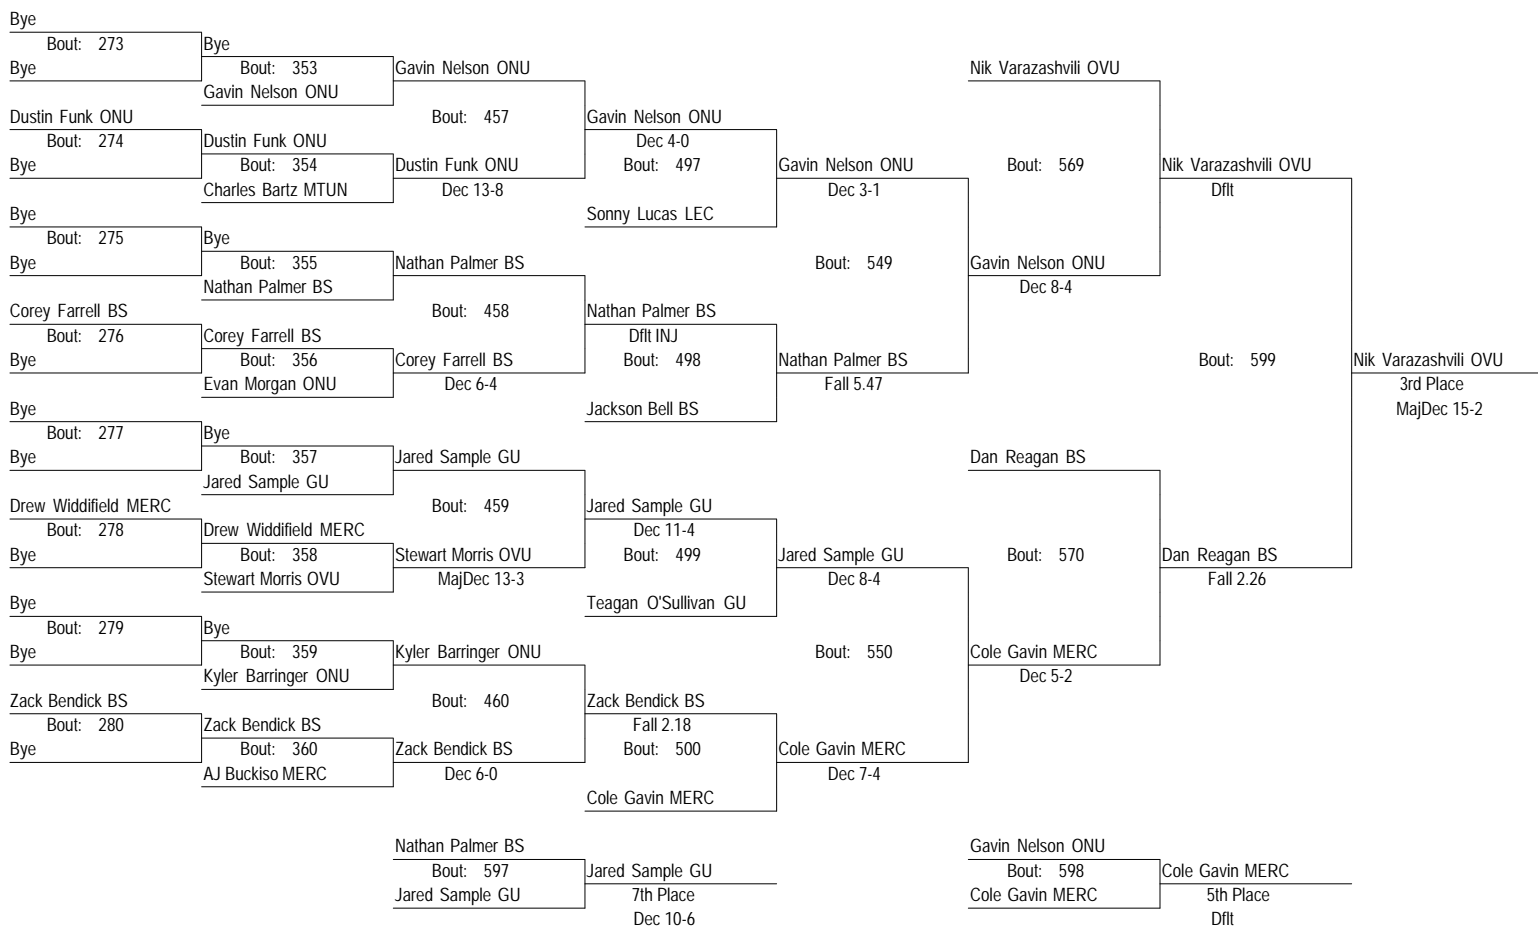 Bye
Bout: 273
Bye
Bye
Bout: 353
Gavin Nelson ONU
Gavin Nelson ONU
Nik Varazashvili OVU
Dustin Funk ONU
Bout: 274
Bye
Dustin Funk ONU
Bout: 354
Charles Bartz MTUN
Bout: 457
Dustin Funk ONU
Dec 13-8
Gavin Nelson ONU
Dec 4-0
Bout: 497
Sonny Lucas LEC
Gavin Nelson ONU
Dec 3-1
Bout: 569
Nik Varazashvili OVU
Dflt
Bye
Bout: 275
Bye
Bye
Bout: 355
Nathan Palmer BS
Nathan Palmer BS
Bout: 549
Gavin Nelson ONU
Dec 8-4
Corey Farrell BS
Bout: 276
Bye
Corey Farrell BS
Bout: 356
Evan Morgan ONU
Bout: 458
Corey Farrell BS
Dec 6-4
Nathan Palmer BS
Dflt INJ
Bout: 498
Jackson Bell BS
Nathan Palmer BS
Fall 5.47
Bout: 599
Nik Varazashvili OVU
3rd Place
MajDec 15-2
Bye
Bout: 277
Bye
Bye
Bout: 357
Jared Sample GU
Jared Sample GU
Dan Reagan BS
Drew Widdifield MERC
Bout: 278
Bye
Drew Widdifield MERC
Bout: 358
Stewart Morris OVU
Bout: 459
Stewart Morris OVU
MajDec 13-3
Jared Sample GU
Dec 11-4
Bout: 499
Teagan O'Sullivan GU
Jared Sample GU
Dec 8-4
Bout: 570
Dan Reagan BS
Fall 2.26
Bye
Bout: 279
Bye
Bye
Bout: 359
Kyler Barringer ONU
Kyler Barringer ONU
Bout: 550
Cole Gavin MERC
Dec 5-2
Zack Bendick BS
Bout: 280
Bye
Zack Bendick BS
Bout: 360
AJ Buckiso MERC
Bout: 460
Zack Bendick BS
Dec 6-0
Zack Bendick BS
Fall 2.18
Bout: 500
Cole Gavin MERC
Cole Gavin MERC
Dec 7-4
Nathan Palmer BS
Bout: 597
Jared Sample GU
Jared Sample GU
7th Place
Dec 10-6
Gavin Nelson ONU
Bout: 598
Cole Gavin MERC
Cole Gavin MERC
5th Place
Dflt